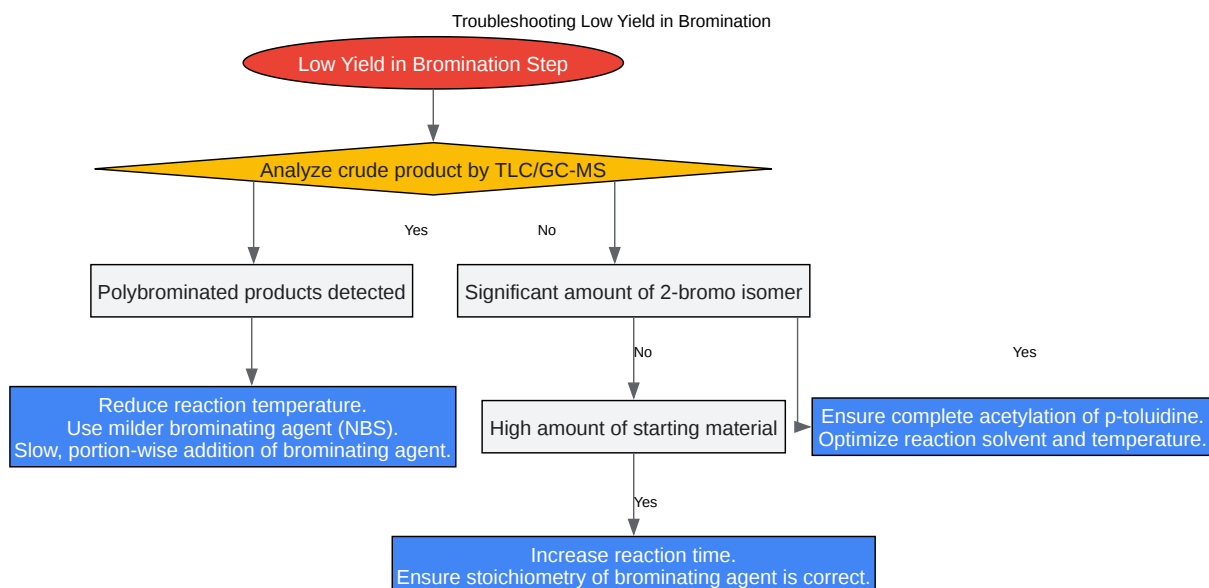 Troubleshooting Low Yield in Bromination
Low Yield in Bromination Step
Analyze crude product by TLC/GC-MS
Yes
No
Polybrominated products detected
Significant amount of 2-bromo isomer
No
Yes
Reduce reaction temperature.
Use milder brominating agent (NBS).
Slow, portion-wise addition of brominating agent.
High amount of starting material
Ensure complete acetylation of p-toluidine.
Optimize reaction solvent and temperature.
Yes
Increase reaction time.
Ensure stoichiometry of brominating agent is correct.